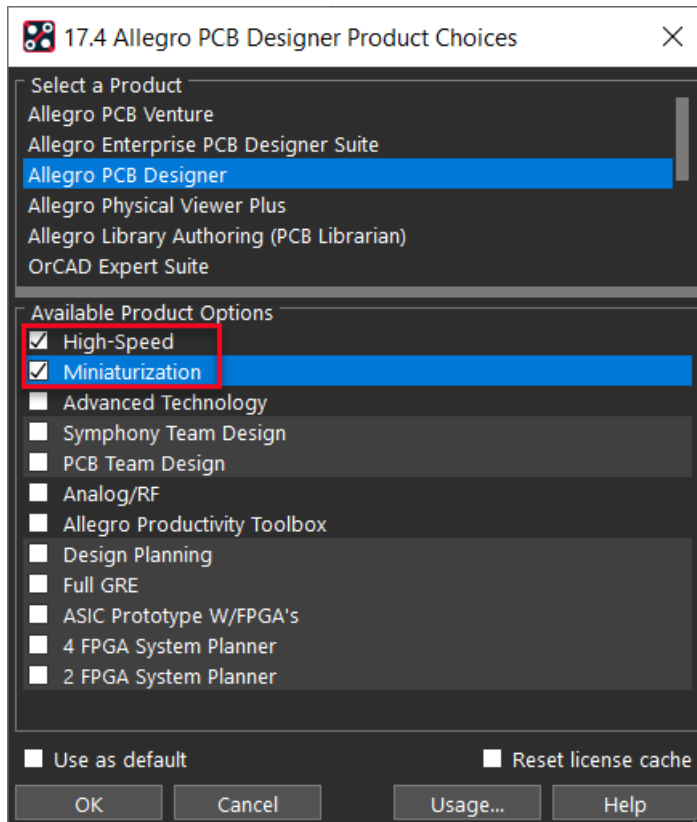 17.4 Allegro PCB Designer Product Choices
Select a Product
Allegro PCB Venture
Allegro Enterprise PCB Designer Suite
Allegro PCB Designer
Allegro Physical Viewer Plus
Allegro Library Authoring (PCB Librarian)
OrCAD Expert Suite
Available Product Options
High-Speed
Miniaturization
Advanced Technology
Symphony Team Design
PCB Team Design
Analog/RF
Allegro Productivity Toolbox
Design Planning
Full GRE
ASIC Prototype W/FPGA's
4 FPGA System Planner
2 FPGA System Planner
Use as default Reset license cache
OK Cancel Usage... Help